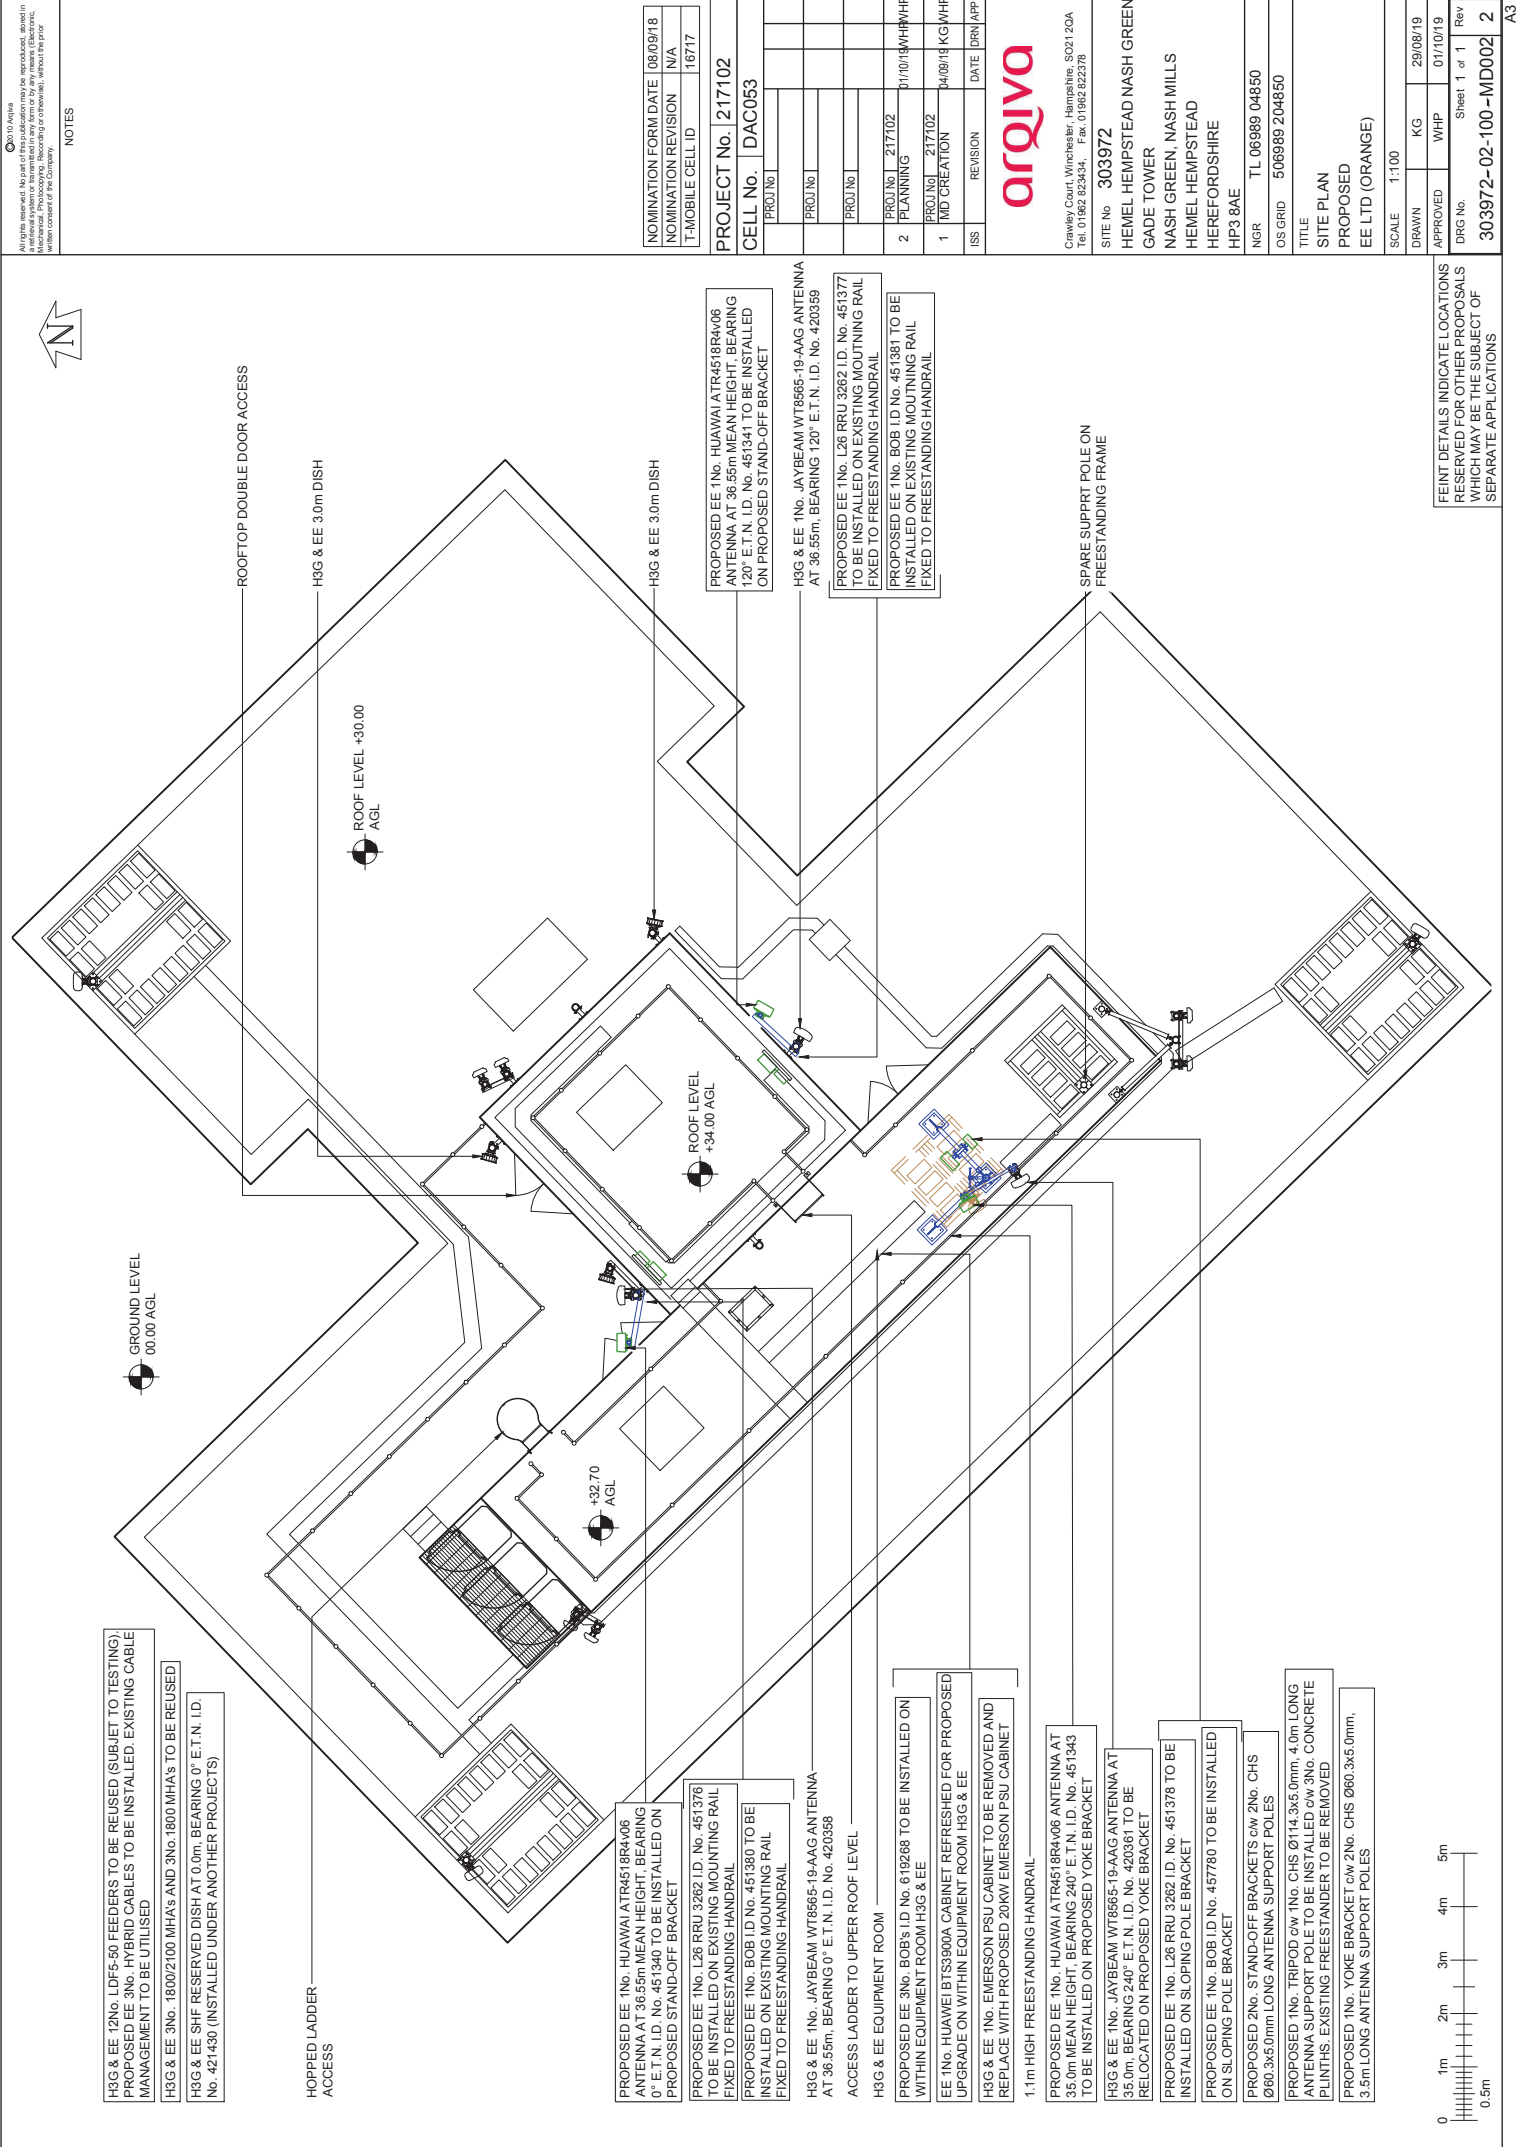 H3G & EE 12No. LDF5-50 FEEDERS TO BE REUSED (SUBJET TO TESTING).
PROPOSED EE 3No. HYBRID CABLES TO BE INSTALLED. EXISTING CABLE
MANAGEMENT TO BE UTILISED
H3G & EE 3No. 1800/2100 MHA's AND 3No.1800 MHA's TO BE REUSED
H3G & EE SHF RESERVED DISH AT 0.0m, BEARING 0° E.T.N. I.D.
No. 421430 (INSTALLED UNDER ANOTHER PROJECTS)
HOPPED LADDER
ACCESS
PROPOSED EE 1No. HUAWAI ATR4518R4v06
ANTENNA AT 36.55m MEAN HEIGHT, BEARING
0° E.T.N. I.D. No. 451340 TO BE INSTALLED ON
PROPOSED STAND-OFF BRACKET
PROPOSED EE 1No. L26 RRU 3262 I.D. No. 451376
TO BE INSTALLED ON EXISTING MOUNTING RAIL
FIXED TO FREESTANDING HANDRAIL
PROPOSED EE 1No. BOB I.D No. 451380 TO BE
INSTALLED ON EXISTING MOUNTING RAIL
FIXED TO FREESTANDING HANDRAIL
H3G & EE 1No. JAYBEAM WT8565-19-AAG ANTENNA
AT 36.55m, BEARING 0° E.T.N. I.D. No. 420358
ACCESS LADDER TO UPPER ROOF LEVEL
H3G & EE EQUIPMENT ROOM
PROPOSED EE 3No. BOB's I.D No. 619268 TO BE INSTALLED ON
WITHIN EQUIPMENT ROOM H3G & EE
EE 1No. HUAWEI BTS3900A CABINET REFRESHED FOR PROPOSED
UPGRADE ON WITHIN EQUIPMENT ROOM H3G & EE
H3G & EE 1No. EMERSON PSU CABINET TO BE REMOVED AND
REPLACE WITH PROPOSED 20KW EMERSON PSU CABINET
1.1m HIGH FREESTANDING HANDRAIL
PROPOSED EE 1No. HUAWAI ATR4518R4v06 ANTENNA AT
35.0m MEAN HEIGHT, BEARING 240° E.T.N. I.D. No. 451343
TO BE INSTALLED ON PROPOSED YOKE BRACKET
H3G & EE 1No. JAYBEAM WT8565-19-AAG ANTENNA AT
35.0m, BEARING 240° E.T.N. I.D. No. 420361 TO BE
RELOCATED ON PROPOSED YOKE BRACKET
PROPOSED EE 1No. L26 RRU 3262 I.D. No. 451378 TO BE
INSTALLED ON SLOPING POLE BRACKET
PROPOSED EE 1No. BOB I.D No. 457780 TO BE INSTALLED
ON SLOPING POLE BRACKET
PROPOSED 2No. STAND-OFF BRACKETS c/w 2No. CHS
Ø60.3x5.0mm LONG ANTENNA SUPPORT POLES
PROPOSED 1No. TRIPOD c/w 1No. CHS Ø114.3x5.0mm, 4.0m LONG
ANTENNA SUPPORT POLE TO BE INSTALLED c/w 3No. CONCRETE
PLINTHS. EXISTING FREESTANDER TO BE REMOVED
PROPOSED 1No. YOKE BRACKET c/w 2No. CHS Ø60.3x5.0mm,
3.5m LONG ANTENNA SUPPORT POLES
0 1m 2m 3m 4m 5m
0.5m
GROUND LEVEL
00.00 AGL
+32.70
AGL
ROOF LEVEL
+34.00 AGL
ROOF LEVEL +30.00
AGL
N
ROOFTOP DOUBLE DOOR ACCESS
H3G & EE 3.0m DISH
H3G & EE 3.0m DISH
PROPOSED EE 1No. HUAWAI ATR4518R4v06
ANTENNA AT 36.55m MEAN HEIGHT, BEARING
120° E.T.N. I.D. No. 451341 TO BE INSTALLED
ON PROPOSED STAND-OFF BRACKET
H3G & EE 1No. JAYBEAM WT8565-19-AAG ANTENNA
AT 36.55m, BEARING 120° E.T.N. I.D. No. 420359
PROPOSED EE 1No. L26 RRU 3262 I.D. No. 451377
TO BE INSTALLED ON EXISTING MOUTNING RAIL
FIXED TO FREESTANDING HANDRAIL
PROPOSED EE 1No. BOB I.D No. 451381 TO BE
INSTALLED ON EXISTING MOUTNING RAIL
FIXED TO FREESTANDING HANDRAIL
SPARE SUPPRT POLE ON
FREESTANDING FRAME
FEINT DETAILS INDICATE LOCATIONS
RESERVED FOR OTHER PROPOSALS
WHICH MAY BE THE SUBJECT OF
SEPARATE APPLICATIONS
©2010 Arqiva
All rights reserved. No part of this publication may be reproduced, stored in
a retrieval system or transmitted in any form or by any means (Electronic,
Mechanical, Photocopying, Recording or otherwise), without the prior
written consent of the Company.
NOTES
NOMINATION FORM DATE 08/09/18
NOMINATION REVISION N/A
T-MOBILE CELL ID 16717
PROJECT No. 217102
CELL No. DAC053
PROJ No
PROJ No
PROJ No
2 PROJ No 217102 PLANNING 01/10/19 WHP WHP
1 PROJ No 217102 MD CREATION 04/09/19 KG WHP
ISS REVISION DATE DRN APP
arqiva
Crawley Court, Winchester, Hampshire, SO21 2QA
Tel. 01962 823434, Fax. 01962 822378
SITE No 303972
HEMEL HEMPSTEAD NASH GREEN
GADE TOWER
NASH GREEN, NASH MILLS
HEMEL HEMPSTEAD
HEREFORDSHIRE
HP3 8AE
NGR TL 06989 04850
OS GRID 506989 204850
TITLE
SITE PLAN
PROPOSED
EE LTD (ORANGE)
SCALE 1:100
DRAWN KG 29/08/19
APPROVED WHP 01/10/19
DRG No. Sheet 1 of 1 Rev
303972-02-100-MD002 2
A3